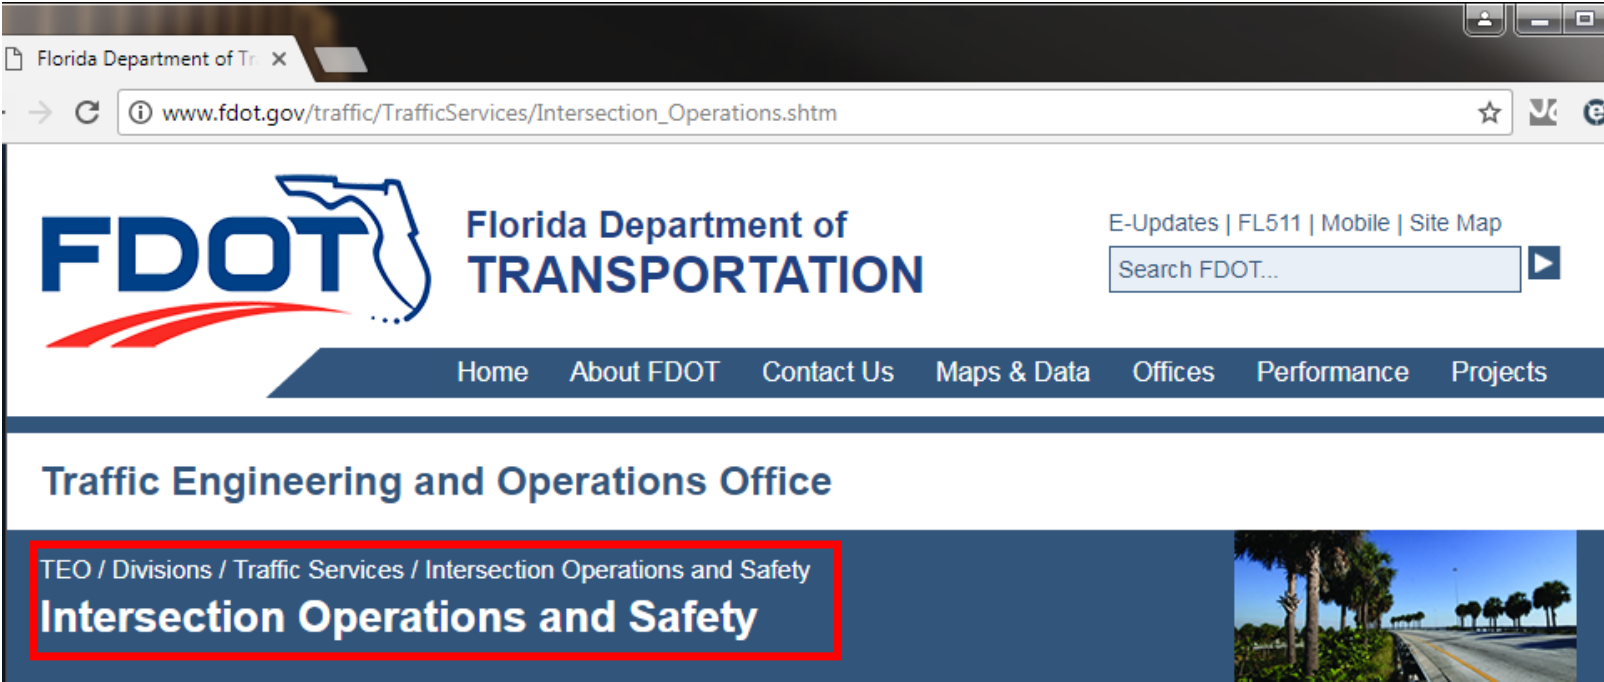 Florida Department of Tr
www.fdot.gov/traffic/TrafficServices/Intersection_Operations.shtm
FDOT
Florida Department of
TRANSPORTATION
E-Updates | FL511 | Mobile | Site Map
Search FDOT...
Home About FDOT Contact Us Maps & Data Offices Performance Projects
Traffic Engineering and Operations Office
TEO / Divisions / Traffic Services / Intersection Operations and Safety
Intersection Operations and Safety